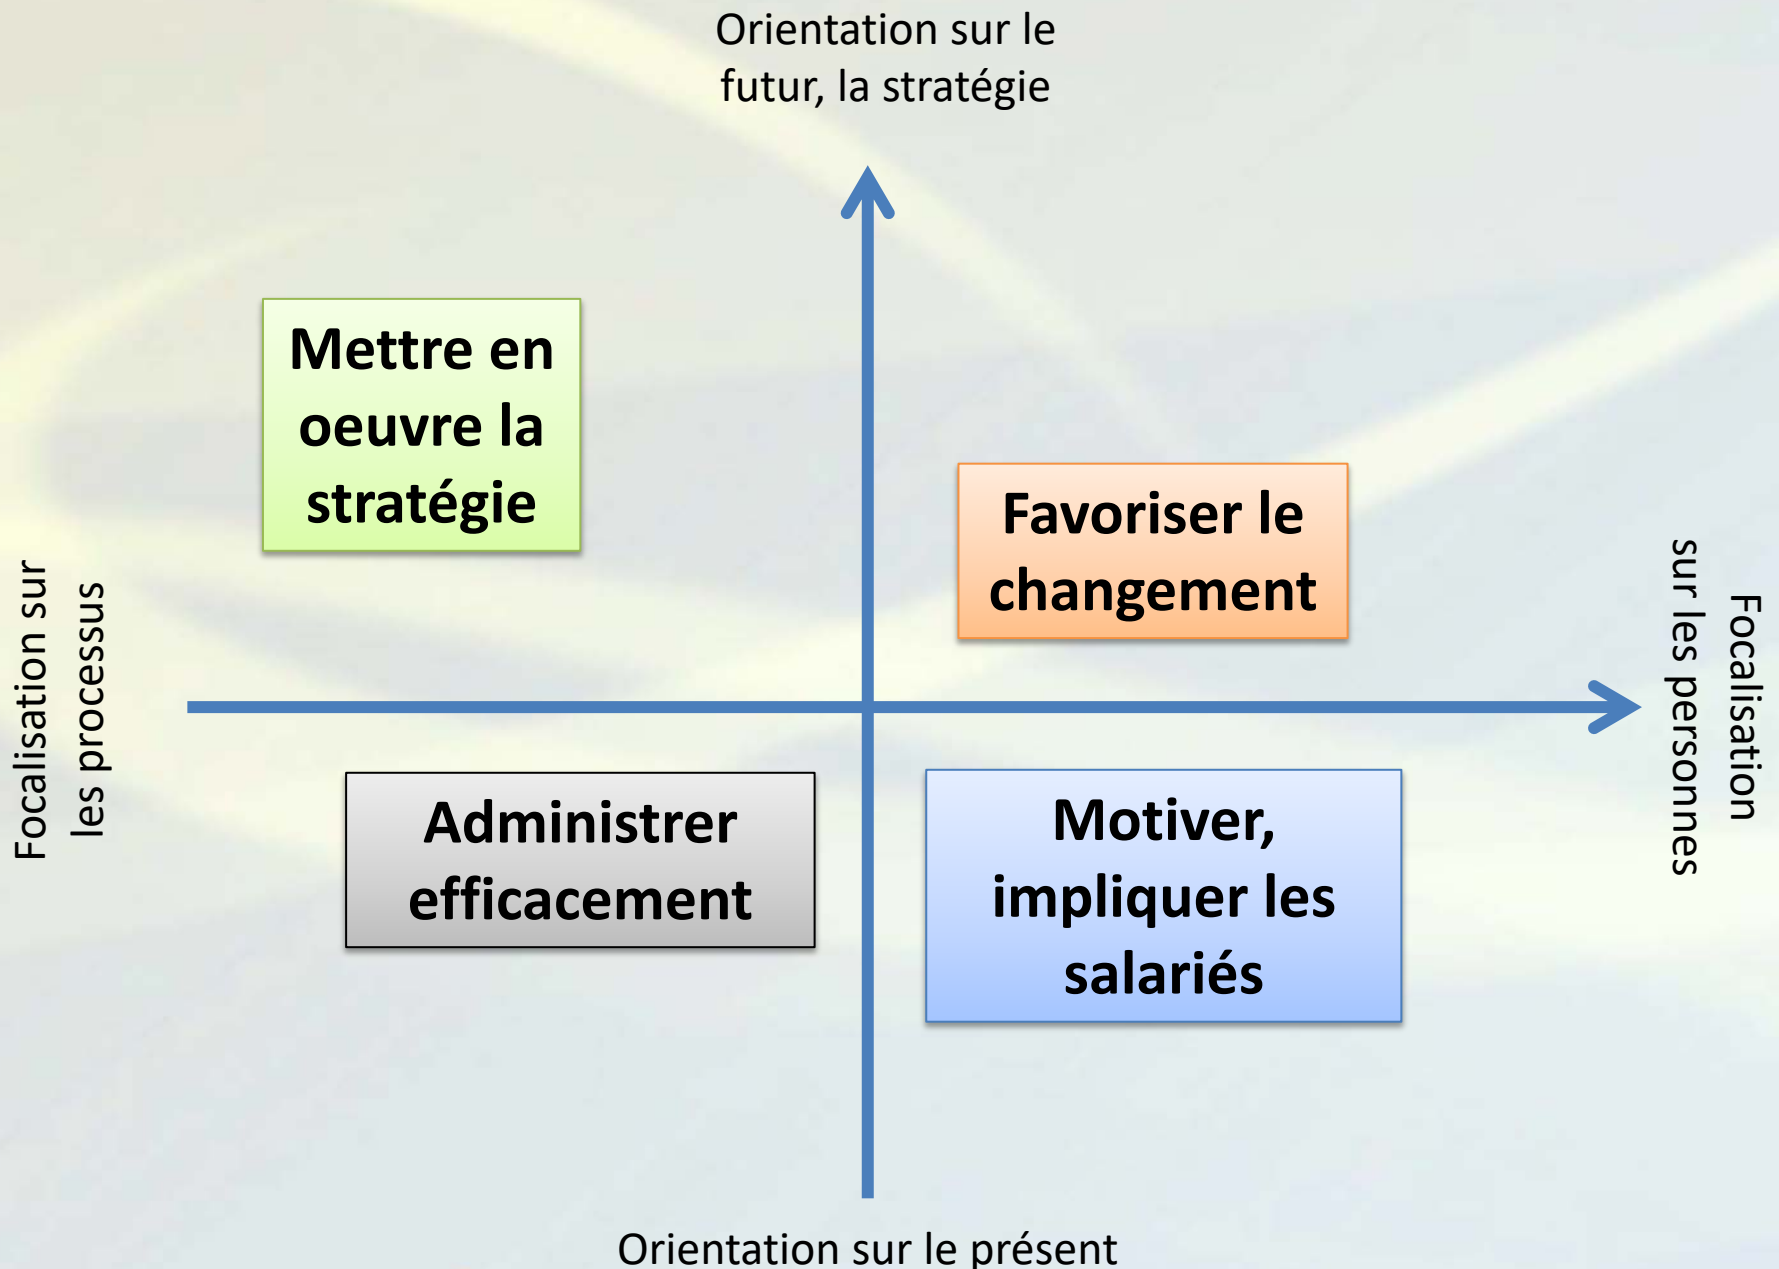 Orientation sur le
futur, la stratégie
Mettre en
oeuvre la
stratégie
Favoriser le
changement
Focalisation sur
les processus
Focalisation
sur les personnes
Administrer
efficacement
Motiver,
impliquer les
salariés
Orientation sur le présent